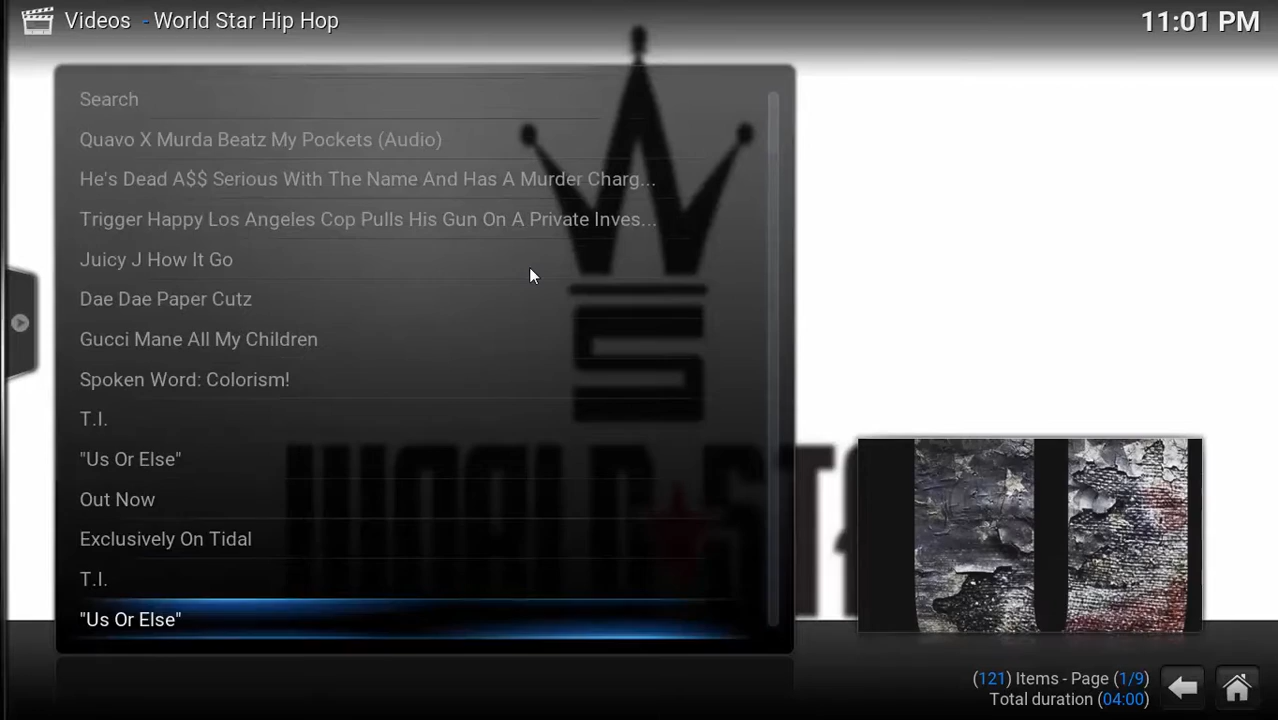 Videos - World Star Hip Hop
11:01 PM
Search
Quavo X Murda Beatz My Pockets (Audio)
He's Dead A$$ Serious With The Name And Has A Murder Charg...
Trigger Happy Los Angeles Cop Pulls His Gun On A Private Inves...
Juicy J How It Go
Dae Dae Paper Cutz
Gucci Mane All My Children
Spoken Word: Colorism!
T.I.
"Us Or Else"
Out Now
Exclusively On Tidal
T.I.
"Us Or Else"
WORLD STA
(121) Items - Page (1/9)
Total duration (04:00)